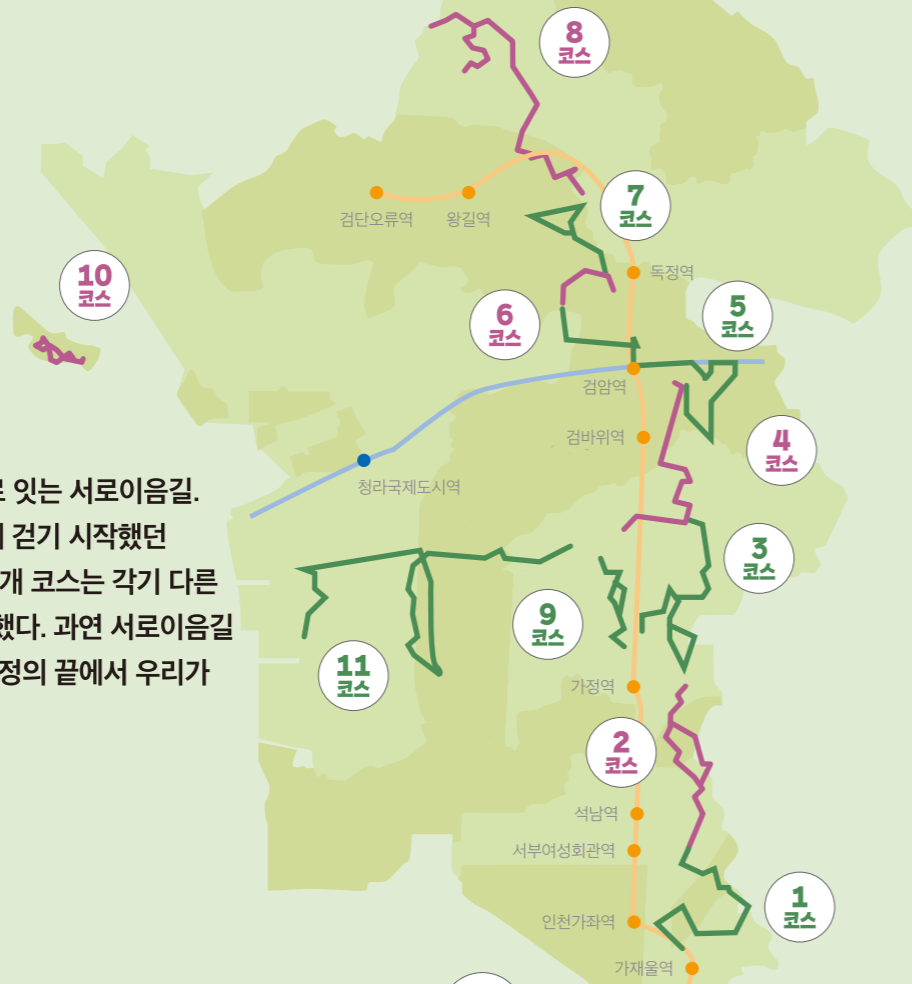 8
코스
7
코스
검단오류역
왕길역
독정역
10
코스
6
코스
5
코스
검암역
검바위역
4
코스
청라국제도시역
잇는 서로이음길.
걷기 시작했던
개 코스는 각기 다른
했다. 과연 서로이음길
정의 끝에서 우리가
3
코스
9
코스
11
코스
가정역
2
코스
석남역
서부여성회관역
1
코스
인천가좌역
가재울역